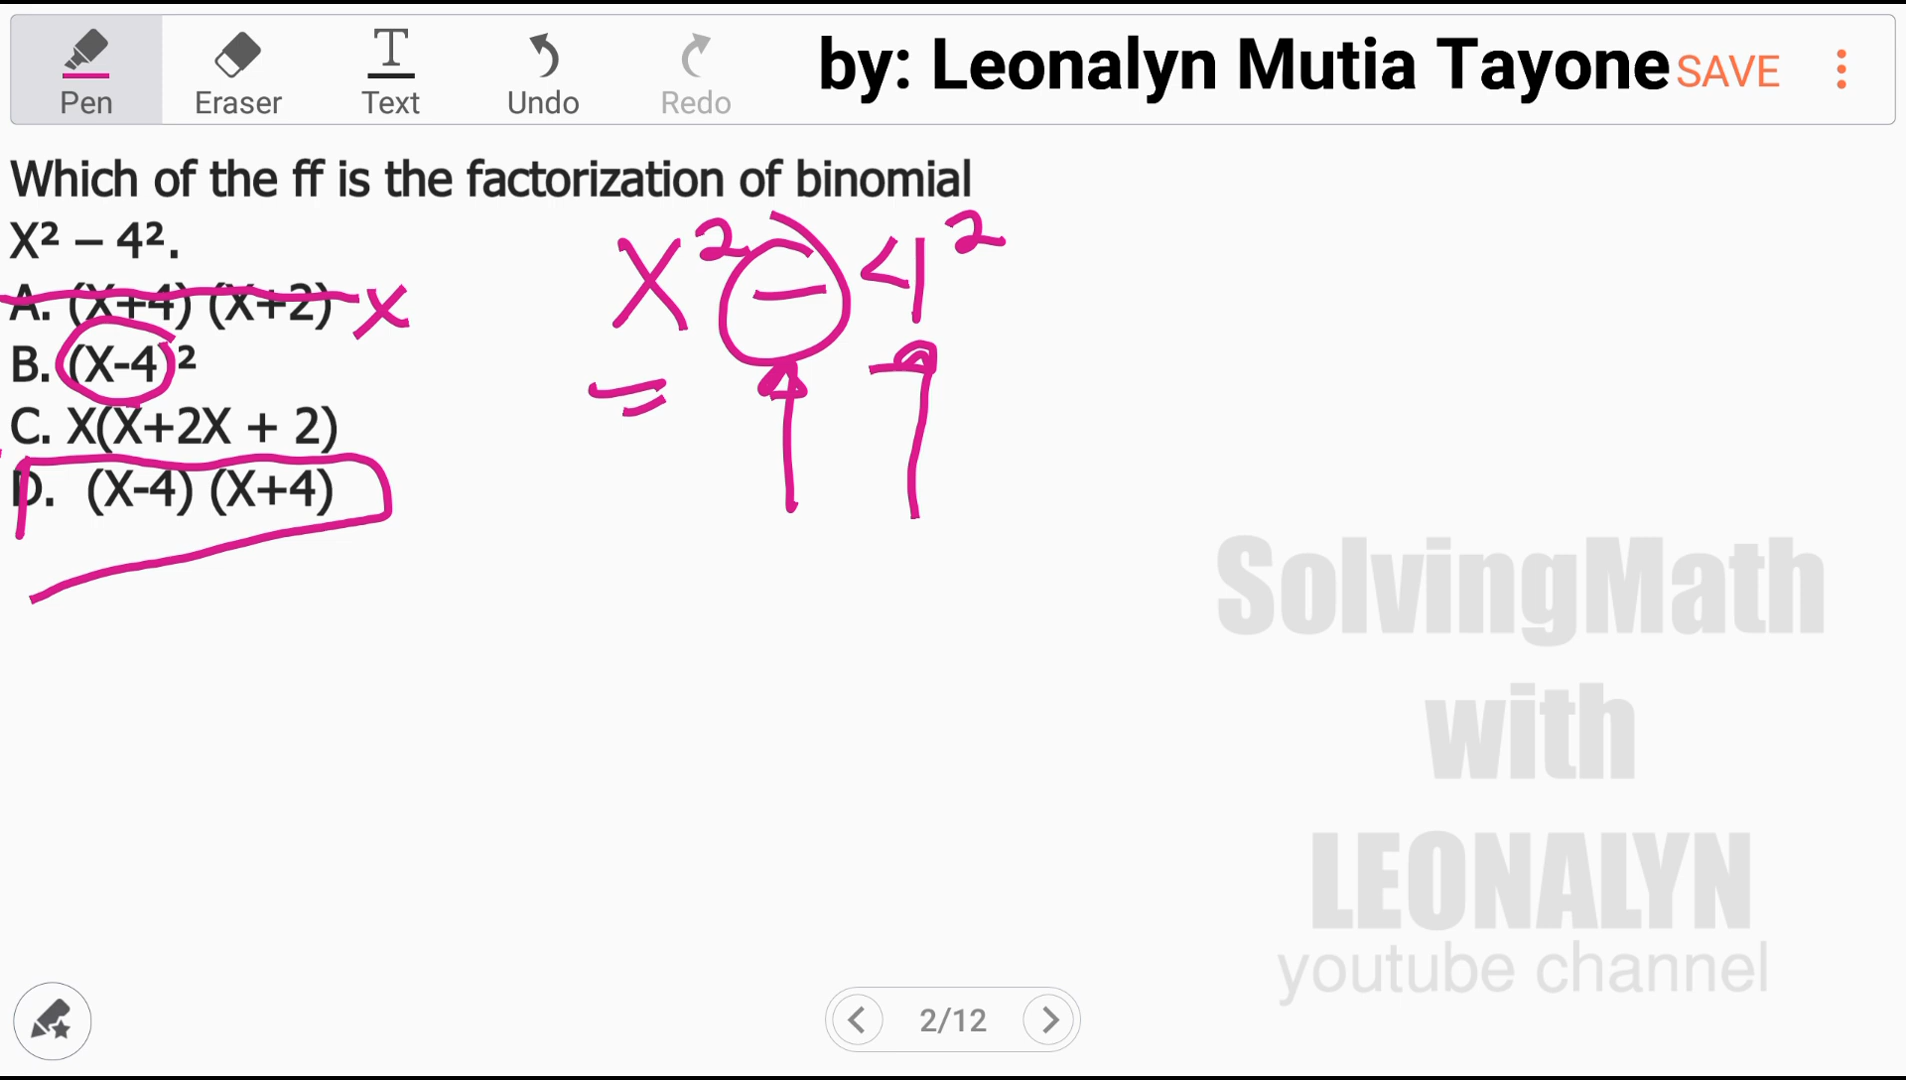 Pen Eraser Text Undo Redo by: Leonalyn Mutia Tayone SAVE
Which of the ff is the factorization of binomial
X² – 4².
A. (X+4) (X+2) x
B. (X-4)²
C. X(X+2X + 2)
D. (X-4) (X+4)
X² – 4²
=
SolvingMath
with
LEONALYN
youtube channel
2/12